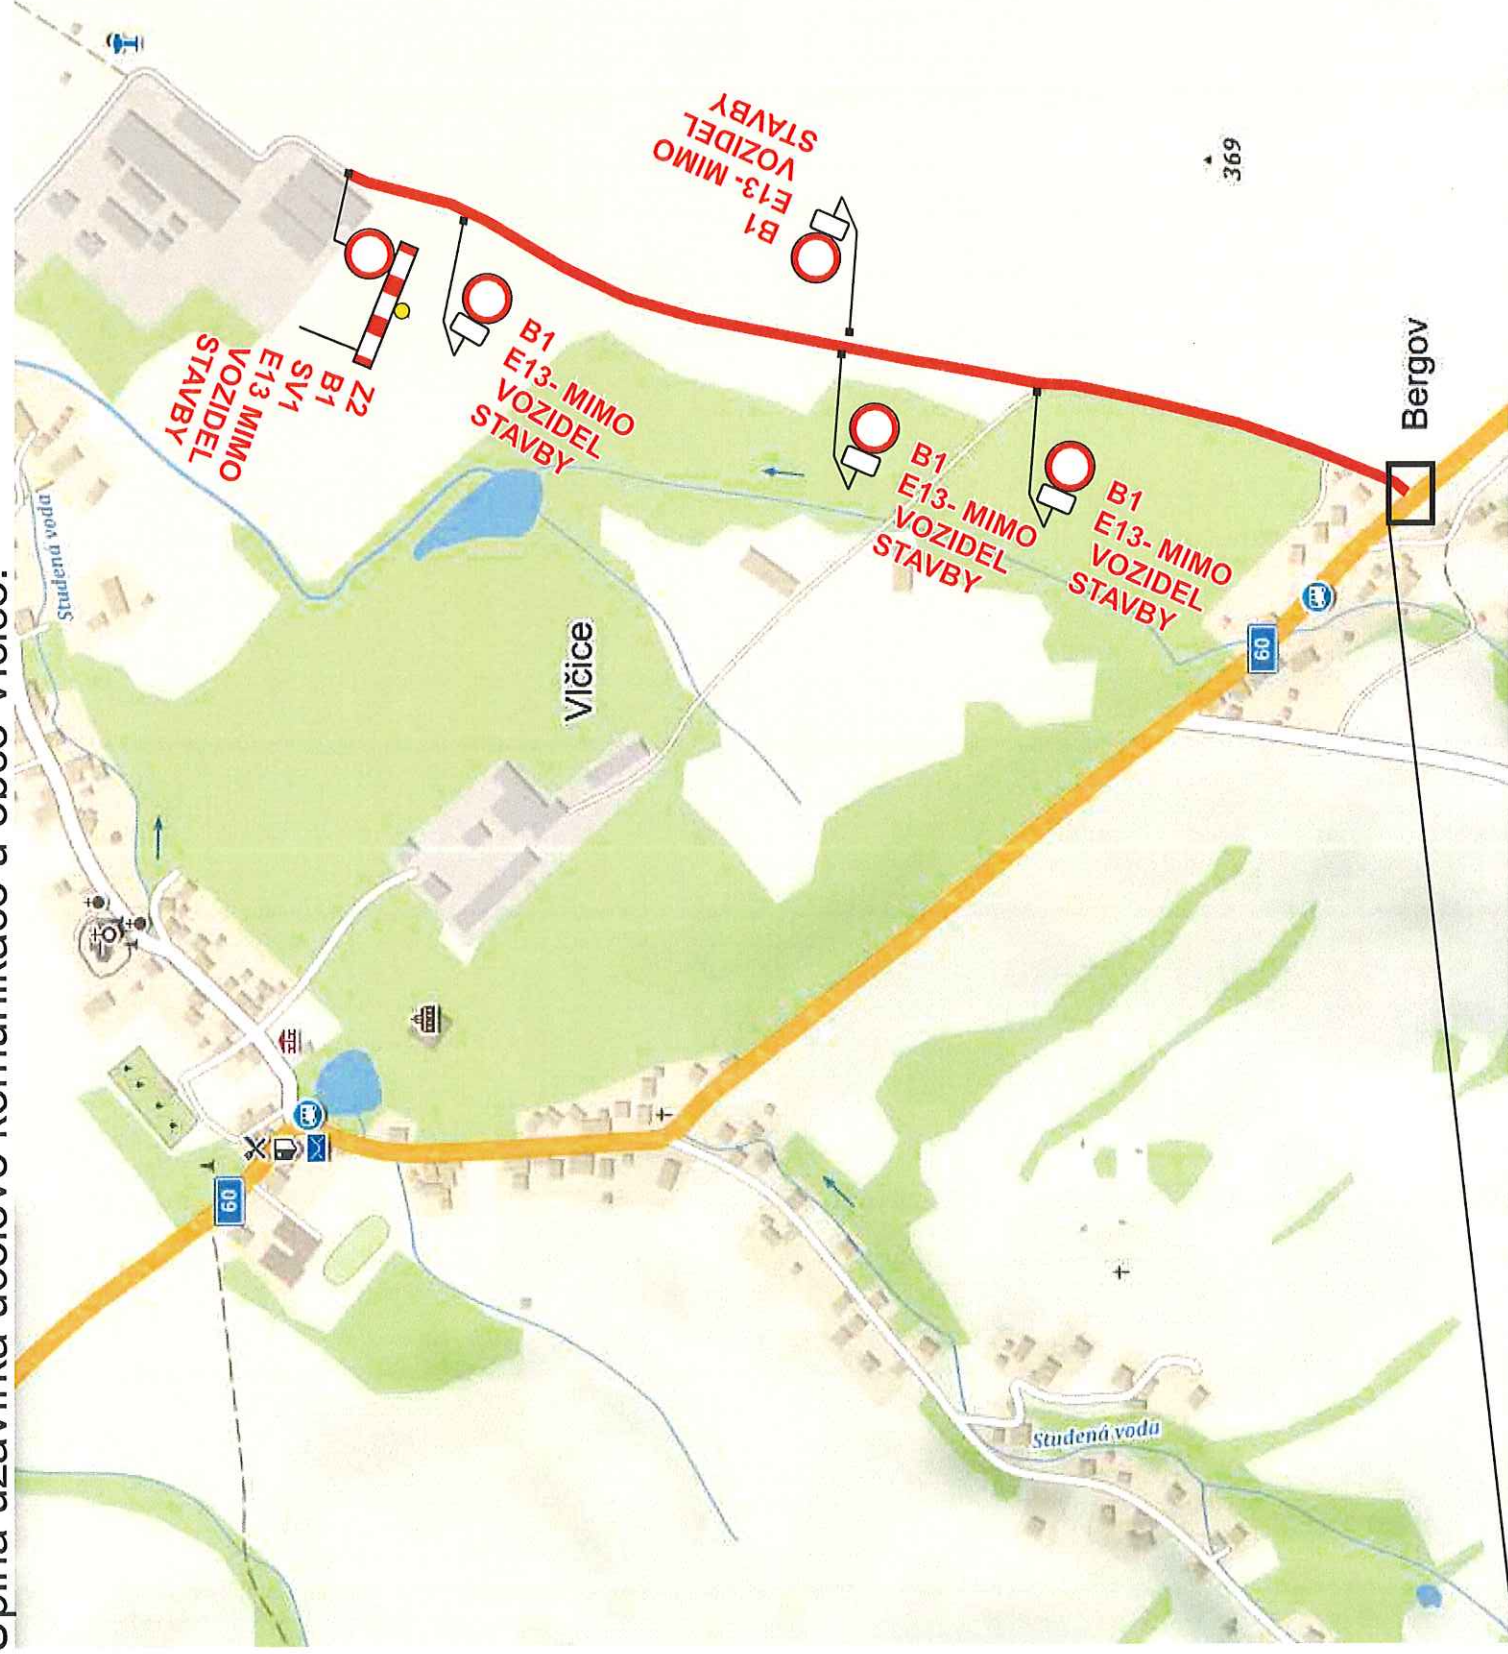 Úplná uzavírka účelové komunikace u obce Vlčice.
Studená voda
Z2
B1
SV1
E13 MIMO
VOZIDEL
STAVBY
B1
E13- MIMO
VOZIDEL
STAVBY
B1
E13- MIMO
VOZIDEL
STAVBY
B1
E13- MIMO
VOZIDEL
STAVBY
B1
E13- MIMO
VOZIDEL
STAVBY
369
Bergov
Vlčice
60
60
Studená voda